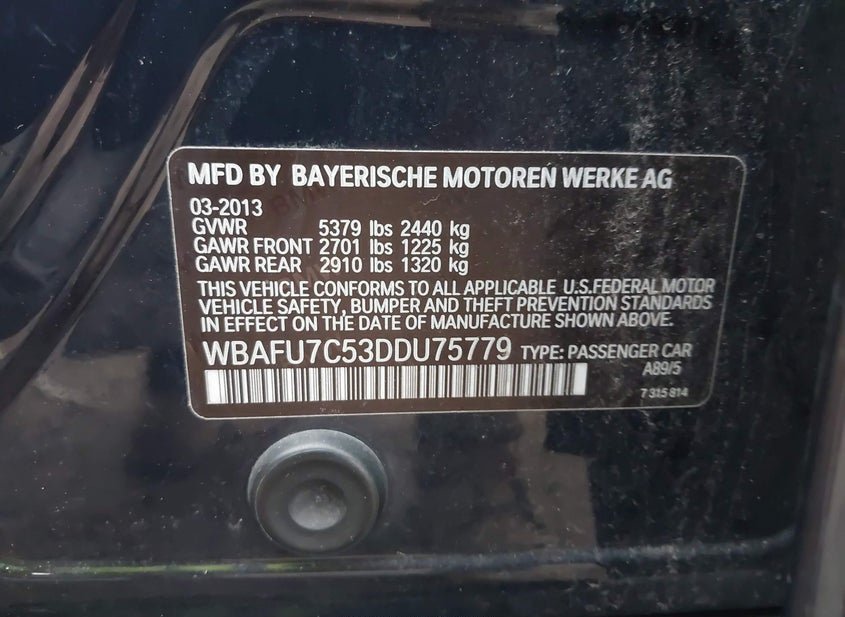 MFD BY BAYERISCHE MOTOREN WERKE AG
03-2013
GVWR 5379 lbs 2440 kg
GAWR FRONT 2701 lbs 1225 kg
GAWR REAR 2910 lbs 1320 kg
THIS VEHICLE CONFORMS TO ALL APPLICABLE U.S.FEDERAL MOTOR
VEHICLE SAFETY, BUMPER AND THEFT PREVENTION STANDARDS
IN EFFECT ON THE DATE OF MANUFACTURE SHOWN ABOVE.
WBAFU7C53DDU75779 TYPE: PASSENGER CAR
A89/5
7 315 814